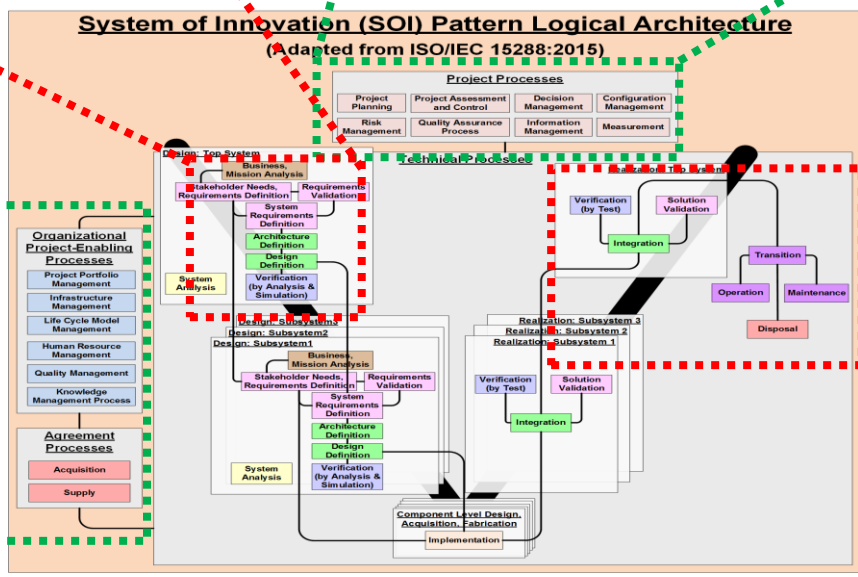 System of Innovation (SOI) Pattern Logical Architecture
(Adapted from ISO/IEC 15288:2015)
Project Processes
Project
Planning
Project Assessment
and Control
Decision
Management
Configuration
Management
Risk
Management
Quality Assurance
Process
Information
Management
Measurement
Technical Processes
Design: Top System
Business,
Mission Analysis
Stakeholder Needs,
Requirements Definition
Requirements
Validation
System
Requirements
Definition
Architecture
Definition
Design
Definition
System
Analysis
Verification
(by Analysis &
Simulation)
Realization: Top System
Verification
(by Test)
Solution
Validation
Integration
Transition
Operation
Maintenance
Disposal
Organizational
Project-Enabling
Processes
Project Portfolio
Management
Infrastructure
Management
Life Cycle Model
Management
Human Resource
Management
Quality Management
Knowledge
Management Process
Agreement
Processes
Acquisition
Supply
Design: Subsystem3
Design: Subsystem2
Design: Subsystem1
Business,
Mission Analysis
Stakeholder Needs,
Requirements Definition
Requirements
Validation
System
Requirements
Definition
Architecture
Definition
Design
Definition
System
Analysis
Verification
(by Analysis &
Simulation)
Realization: Subsystem 3
Realization: Subsystem 2
Realization: Subsystem 1
Verification
(by Test)
Solution
Validation
Integration
Component Level Design,
Acquisition, Fabrication
Implementation